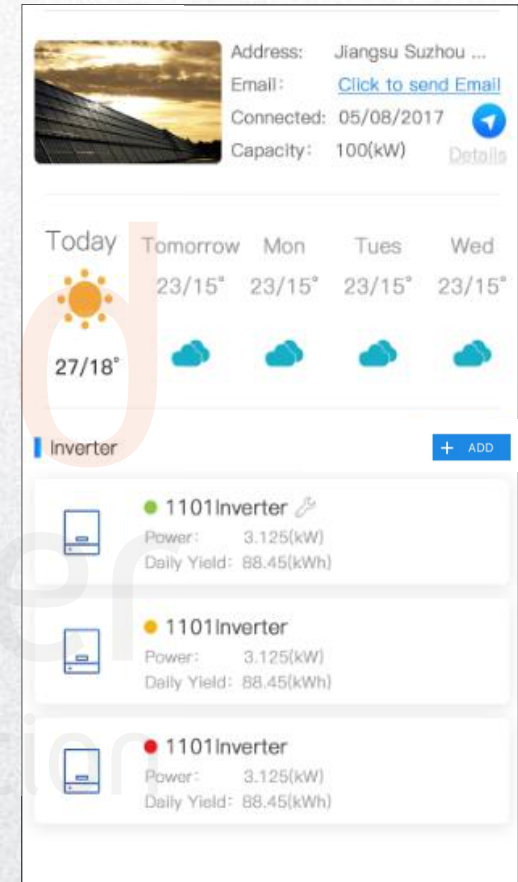 Address: Jiangsu Suzhou ...
Email: Click to send Email
Connected: 05/08/2017
Capacity: 100(kW) Details
Today Tomorrow Mon Tues Wed
23/15° 23/15° 23/15° 23/15°
27/18°
Inverter + ADD
1101Inverter
Power: 3.125(kW)
Daily Yield: 88.45(kWh)
1101Inverter
Power: 3.125(kW)
Daily Yield: 88.45(kWh)
1101Inverter
Power: 3.125(kW)
Daily Yield: 88.45(kWh)